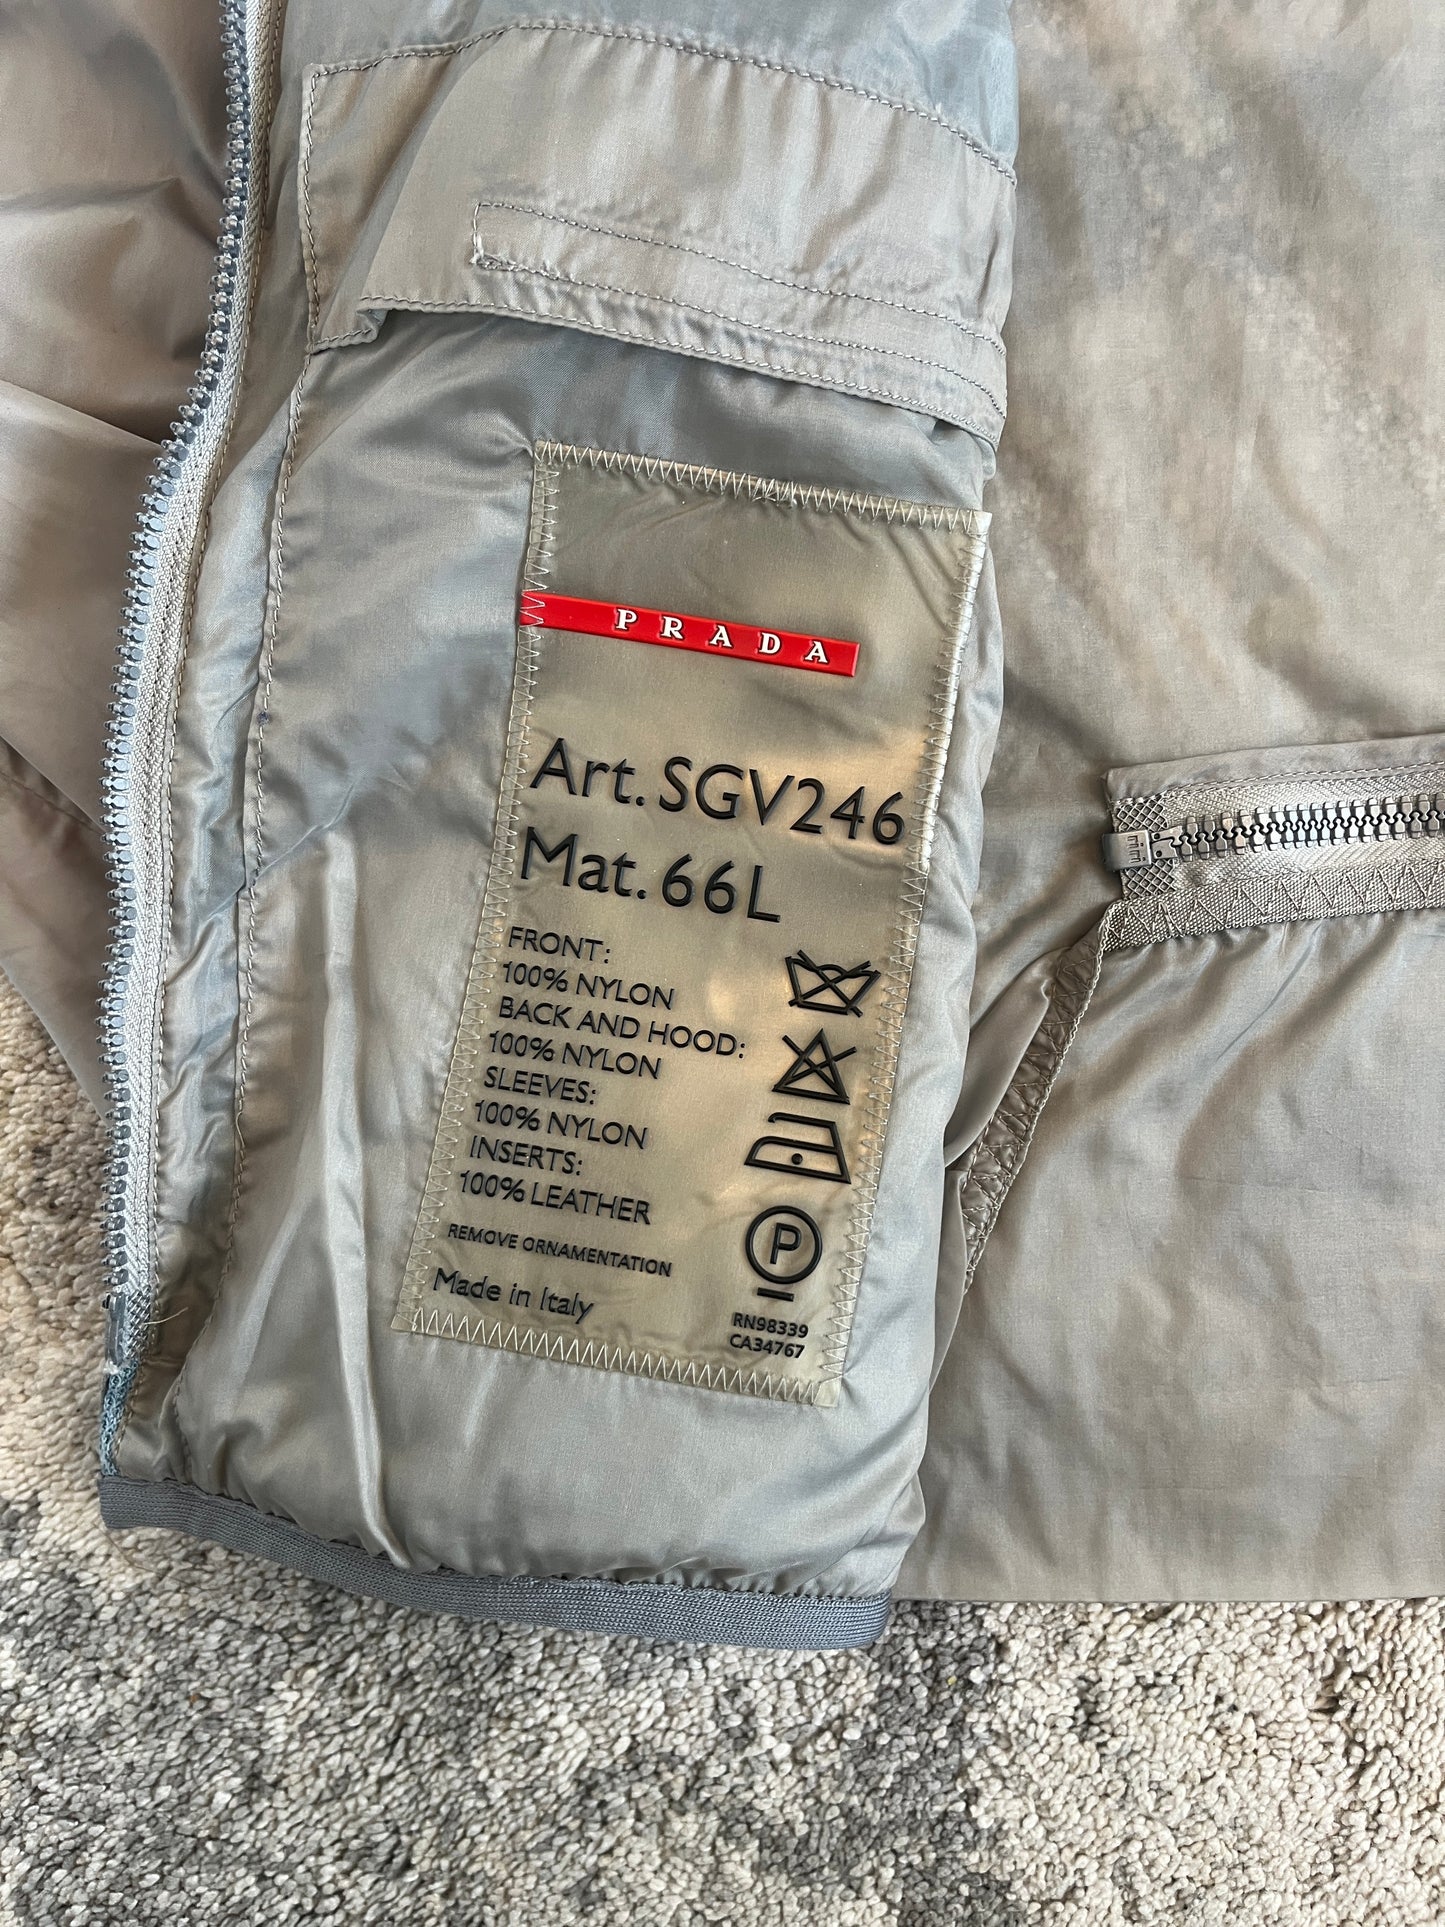 PRADA
Art. SGV246
Mat. 66L
FRONT:
100% NYLON
BACK AND HOOD:
100% NYLON
SLEEVES:
100% NYLON
INSERTS:
100% LEATHER
REMOVE ORNAMENTATION
Made in Italy
P
RN98339
CA34767